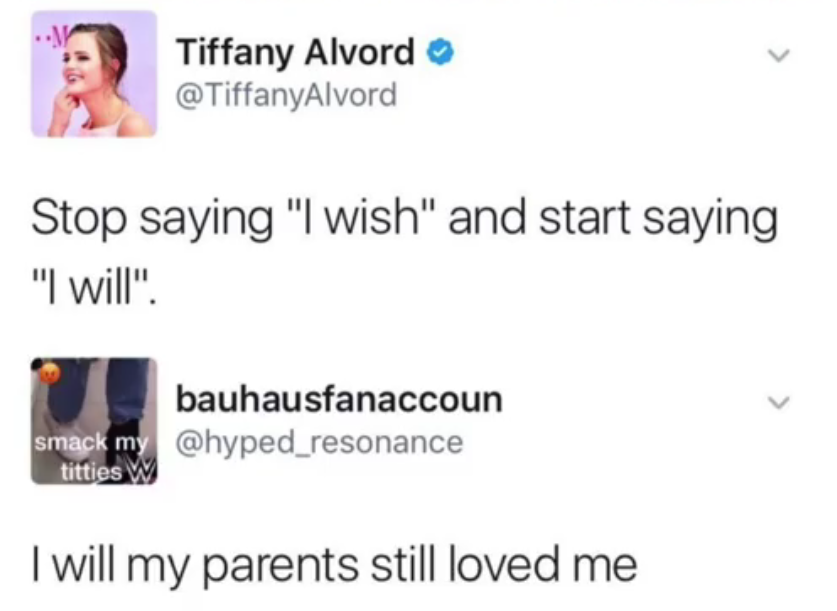 ··M
Tiffany Alvord
@TiffanyAlvord
Stop saying "I wish" and start saying
"I will".
bauhausfanaccoun
@hyped_resonance
smack my
titties W
I will my parents still loved me